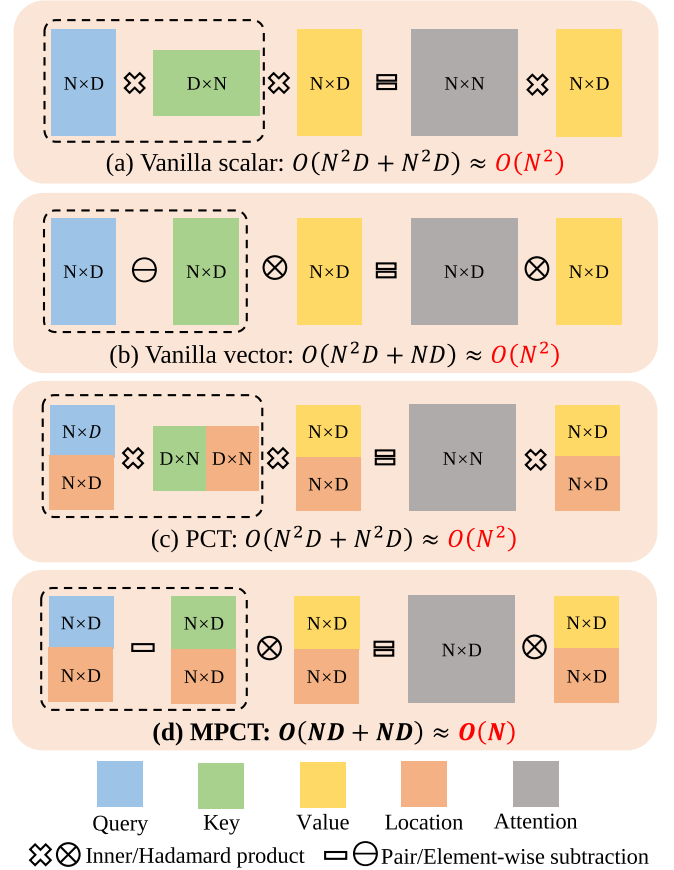 N×D D×N N×D N×N N×D
(a) Vanilla scalar: O(N²D + N²D) ≈ O(N²)
N×D N×D N×D N×D N×D
(b) Vanilla vector: O(N²D + ND) ≈ O(N²)
N×D N×D N×D
D×N D×N N×N
N×D N×D N×D
(c) PCT: O(N²D + N²D) ≈ O(N²)
N×D N×D N×D N×D
N×D
N×D N×D N×D N×D
(d) MPCT: O(ND + ND) ≈ O(N)
Query Key Value Location Attention
Inner/Hadamard product Pair/Element-wise subtraction